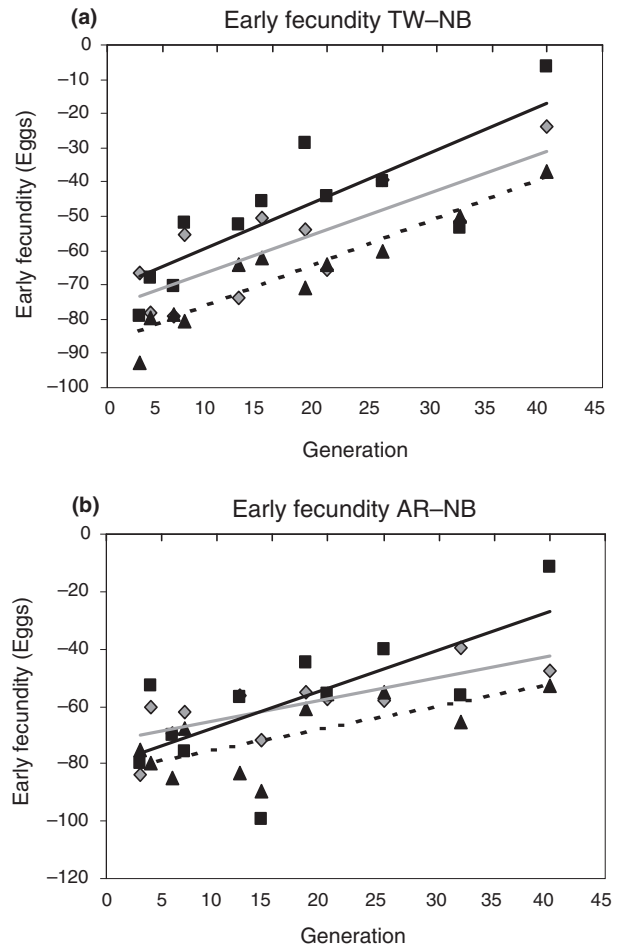 (a) Early fecundity TW–NB
0
–10
–20
–30
–40
–50
–60
–70
–80
–90
–100
Early fecundity (Eggs)
0 5 10 15 20 25 30 35 40 45
Generation
(b) Early fecundity AR–NB
0
–20
–40
–60
–80
–100
–120
Early fecundity (Eggs)
0 5 10 15 20 25 30 35 40 45
Generation